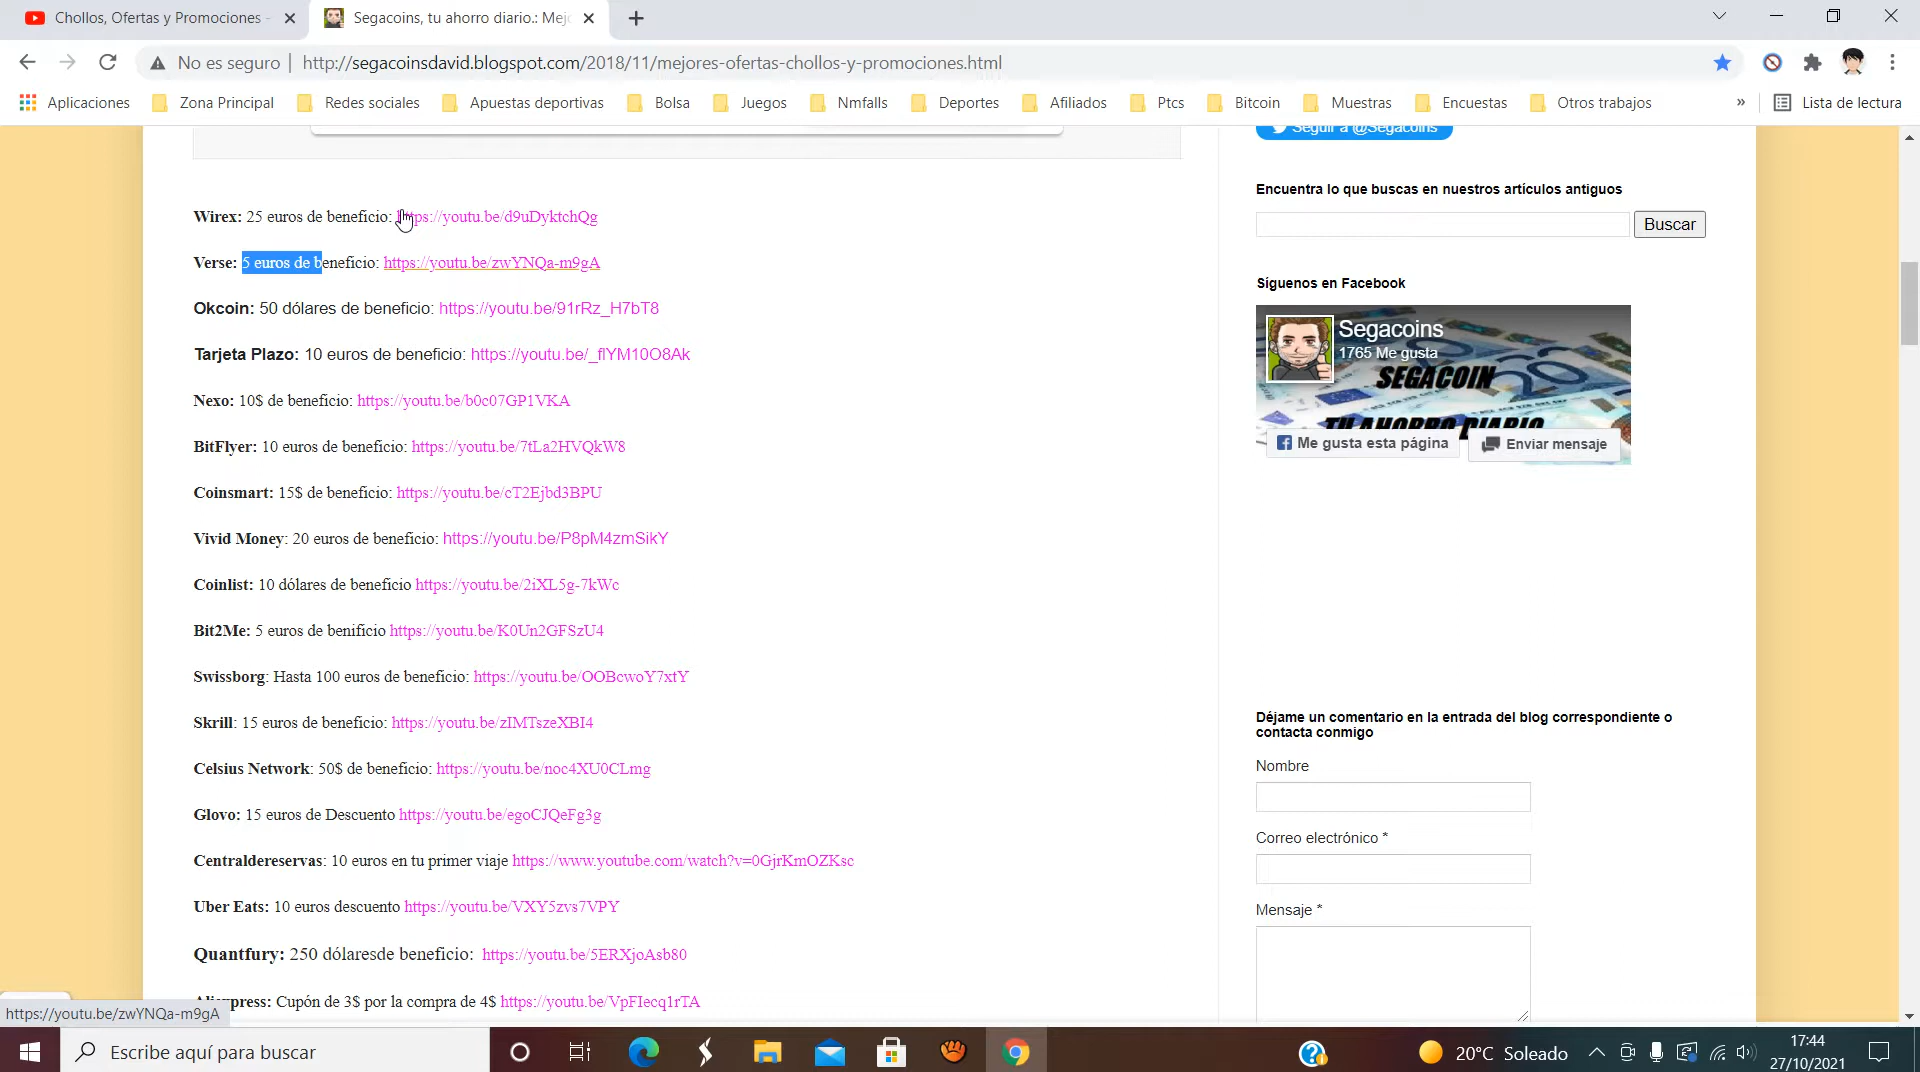 Chollos, Ofertas y Promociones -
Segacoins, tu ahorro diario.: Mej
No es seguro | http://segacoinsdavid.blogspot.com/2018/11/mejores-ofertas-chollos-y-promociones.html
Aplicaciones Zona Principal Redes sociales Apuestas deportivas Bolsa Juegos Nmfalls Deportes Afiliados Ptcs Bitcoin Muestras Encuestas Otros trabajos » Lista de lectura
Seguir a @Segacoins
Encuentra lo que buscas en nuestros artículos antiguos
Buscar
Wirex: 25 euros de beneficio: https://youtu.be/d9uDyktchQg
Verse: 5 euros de beneficio: https://youtu.be/zwYNQa-m9gA
Okcoin: 50 dólares de beneficio: https://youtu.be/91rRz_H7bT8
Tarjeta Plazo: 10 euros de beneficio: https://youtu.be/_flYM10O8Ak
Nexo: 10$ de beneficio: https://youtu.be/b0c07GP1VKA
BitFlyer: 10 euros de beneficio: https://youtu.be/7tLa2HVQkW8
Coinsmart: 15$ de beneficio: https://youtu.be/cT2Ejbd3BPU
Vivid Money: 20 euros de beneficio: https://youtu.be/P8pM4zmSikY
Coinlist: 10 dólares de beneficio https://youtu.be/2iXL5g-7kWc
Bit2Me: 5 euros de benificio https://youtu.be/K0Un2GFSzU4
Swissborg: Hasta 100 euros de beneficio: https://youtu.be/OOBcwoY7xtY
Skrill: 15 euros de beneficio: https://youtu.be/zIMTszeXBI4
Celsius Network: 50$ de beneficio: https://youtu.be/noc4XU0CLmg
Glovo: 15 euros de Descuento https://youtu.be/egoCJQeFg3g
Centraldereservas: 10 euros en tu primer viaje https://www.youtube.com/watch?v=0GjrKmOZKsc
Uber Eats: 10 euros descuento https://youtu.be/VXY5zvs7VPY
Quantfury: 250 dólaresde beneficio: https://youtu.be/5ERXjoAsb80
Aliexpress: Cupón de 3$ por la compra de 4$ https://youtu.be/VpFIecq1rTA
Síguenos en Facebook
Segacoins
1765 Me gusta
SEGACOIN
TU AHORRO DIARIO
Me gusta esta página
Enviar mensaje
Déjame un comentario en la entrada del blog correspondiente o
contacta conmigo
Nombre
Correo electrónico *
Mensaje *
https://youtu.be/zwYNQa-m9gA
Escribe aquí para buscar
20°C Soleado
17:44
27/10/2021